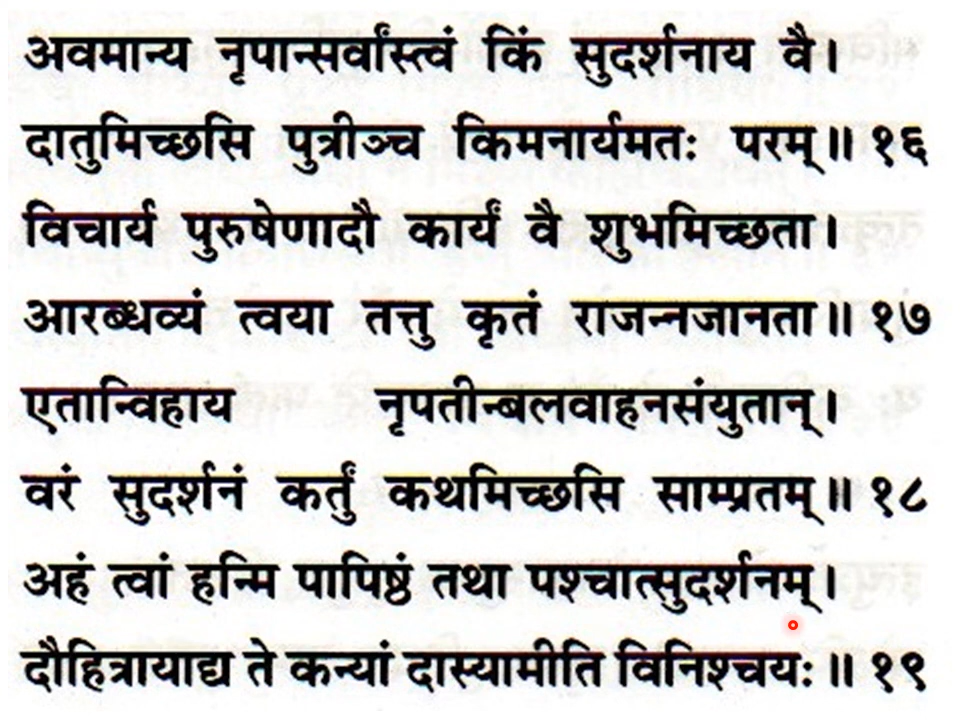 अवमान्य नृपान्सर्वांस्त्वं किं सुदर्शनाय वै।
दातुमिच्छसि पुत्रीञ्च किमनार्यमतः परम्॥ १६
विचार्य पुरुषेणादौ कार्यं वै शुभमिच्छता।
आरब्धव्यं त्वया तत्तु कृतं राजन्नजानता॥ १७
एतान्विहाय नृपतीन्बलवाहनसंयुतान्।
वरं सुदर्शनं कर्तुं कथमिच्छसि साम्प्रतम्॥ १८
अहं त्वां हन्मि पापिष्ठं तथा पश्चात्सुदर्शनम्।
दौहित्रायाद्य ते कन्यां दास्यामीति विनिश्चयः॥ १९